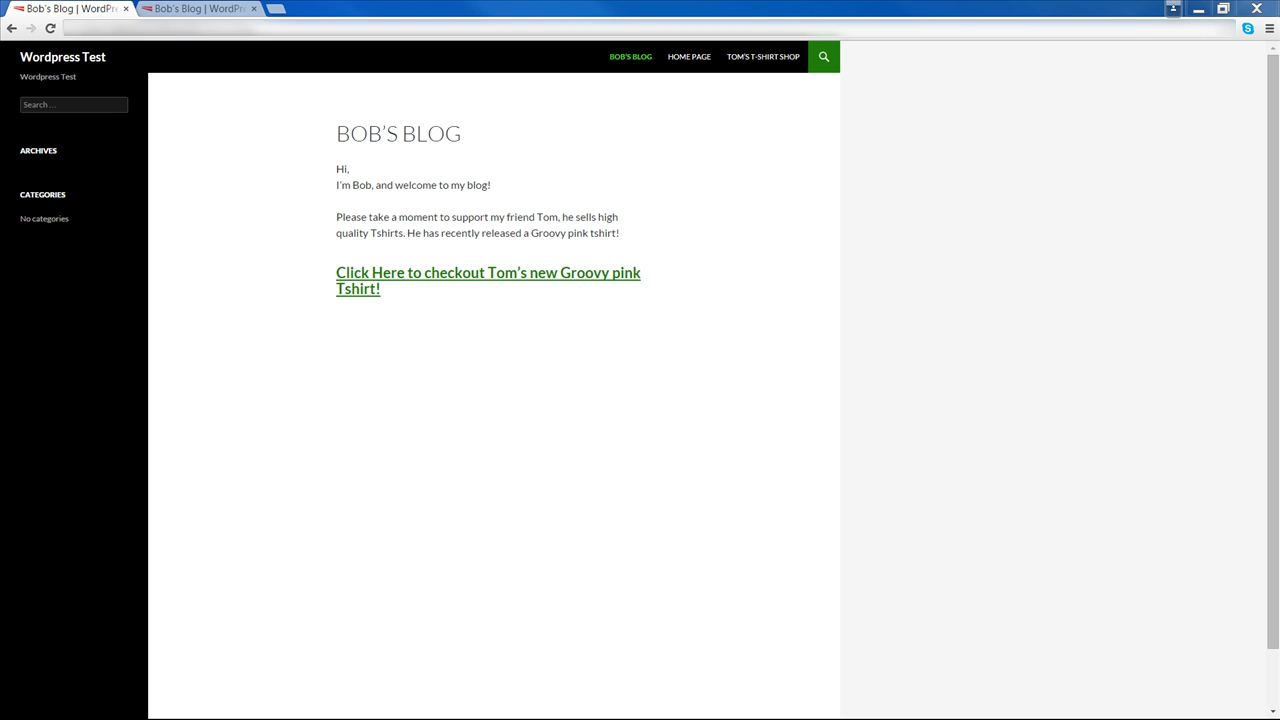 Bob's Blog | WordPr
Bob's Blog | WordPr
Wordpress Test
BOB'S BLOG
HOME PAGE
TOM'S T-SHIRT SHOP
Wordpress Test
Search …
ARCHIVES
CATEGORIES
No categories
BOB'S BLOG
Hi,
I'm Bob, and welcome to my blog!
Please take a moment to support my friend Tom, he sells high
quality Tshirts. He has recently released a Groovy pink tshirt!
Click Here to checkout Tom's new Groovy pink
Tshirt!